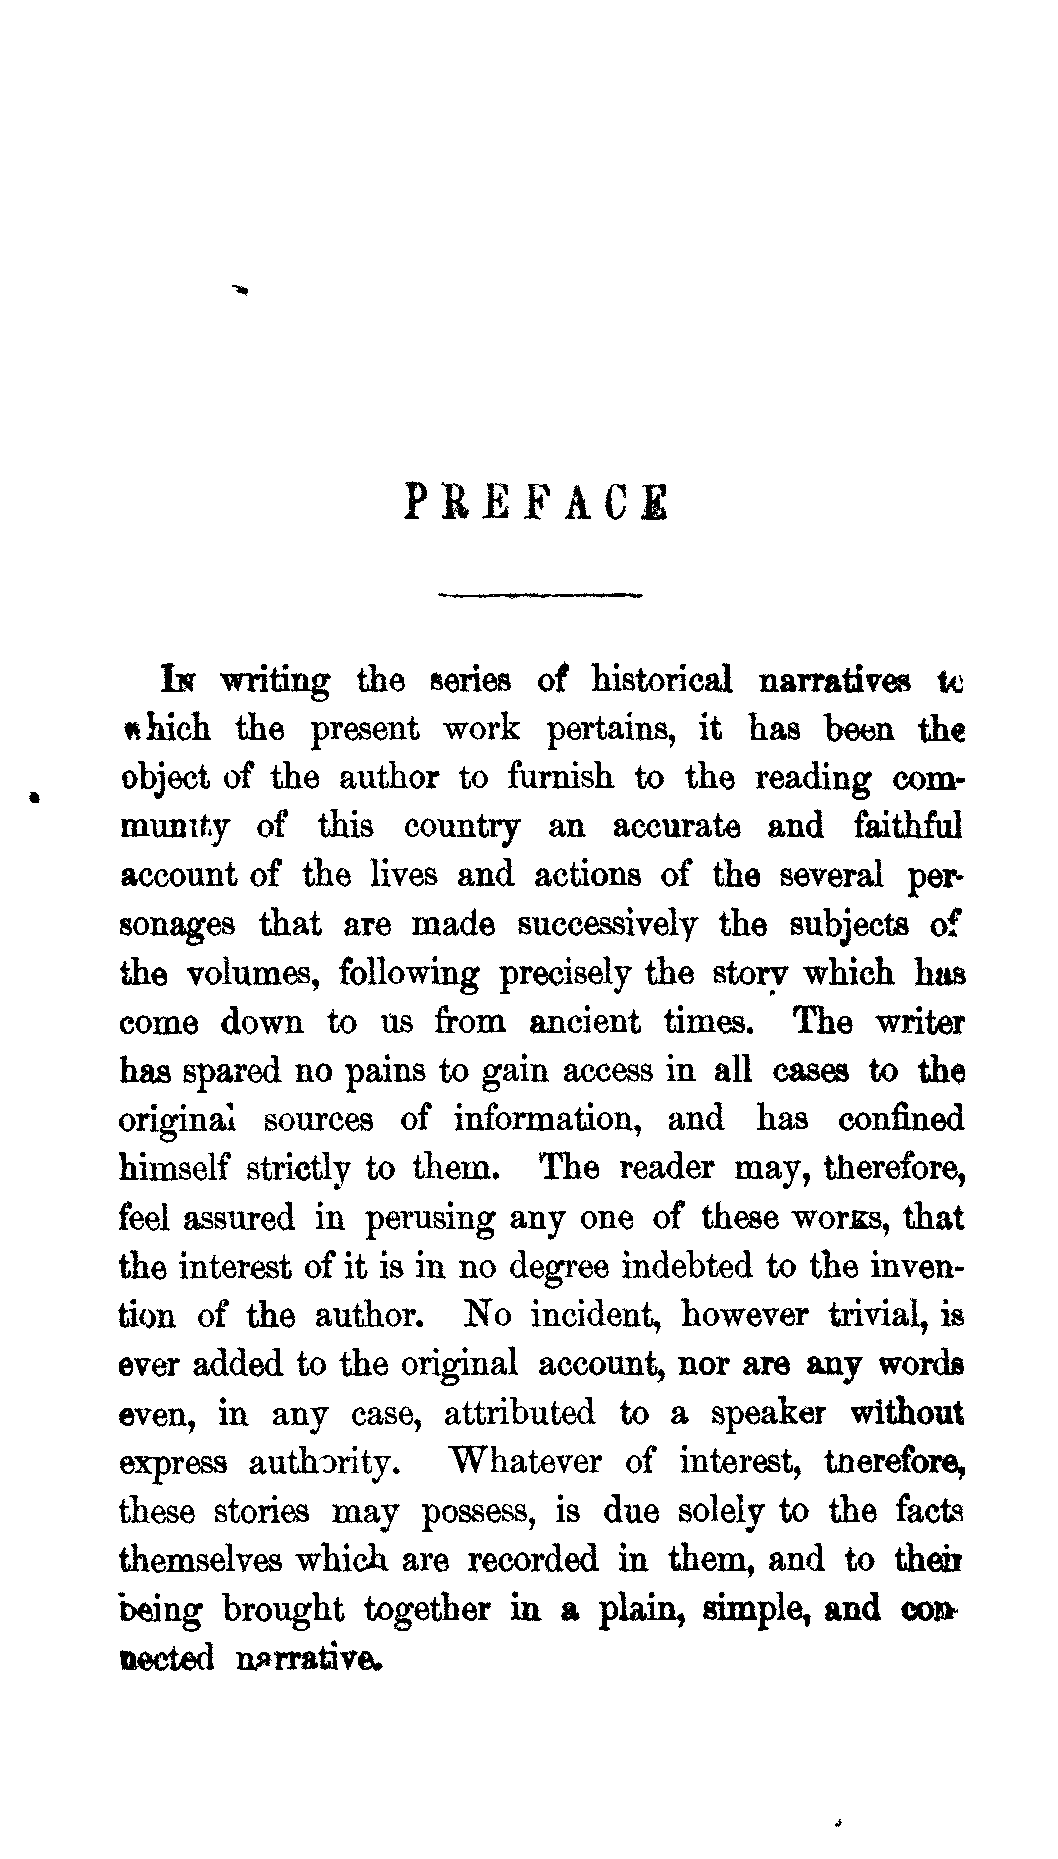 PREFACE
In writing the series of historical narratives to
which the present work pertains, it has been the
object of the author to furnish to the reading com-
munity of this country an accurate and faithful
account of the lives and actions of the several per-
sonages that are made successively the subjects of
the volumes, following precisely the story which has
come down to us from ancient times. The writer
has spared no pains to gain access in all cases to the
original sources of information, and has confined
himself strictly to them. The reader may, therefore,
feel assured in perusing any one of these works, that
the interest of it is in no degree indebted to the inven-
tion of the author. No incident, however trivial, is
ever added to the original account, nor are any words
even, in any case, attributed to a speaker without
express authority. Whatever of interest, therefore,
these stories may possess, is due solely to the facts
themselves which are recorded in them, and to their
being brought together in a plain, simple, and con-
nected narrative.